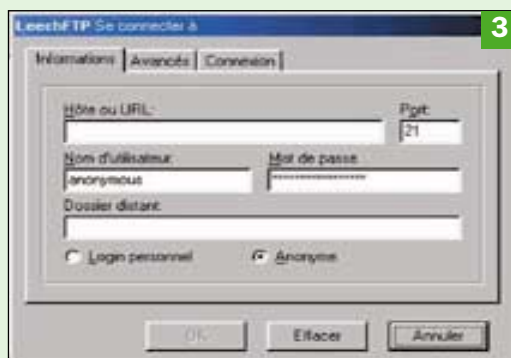 LeechFTP Se connecter à
3
Informations Avancés Connexion
Hôte ou URL: Port:
21
Nom d'utilisateur: Mot de passe:
anonymous ******************
Dossier distant:
Login personnel Anonyme
OK Effacer Annuler